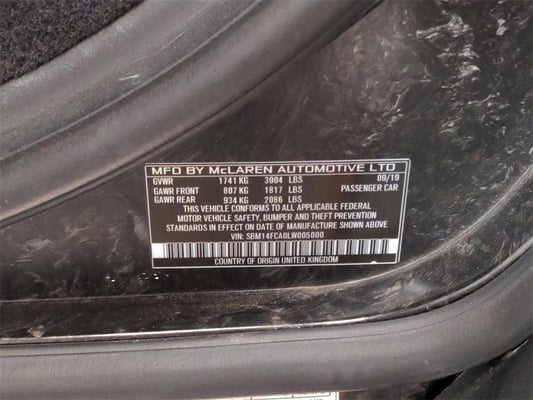 MFD BY McLAREN AUTOMOTIVE LTD
GVWR 1741 KG 3904 LBS 09/19
GAWR FRONT 807 KG 1817 LBS PASSENGER CAR
GAWR REAR 934 KG 2086 LBS
THIS VEHICLE CONFORMS TO ALL APPLICABLE FEDERAL
MOTOR VEHICLE SAFETY, BUMPER AND THEFT PREVENTION
STANDARDS IN EFFECT ON DATE OF MANUFACTURE SHOWN ABOVE
VIN: SBM14FCA0LW005000
COUNTRY OF ORIGIN UNITED KINGDOM